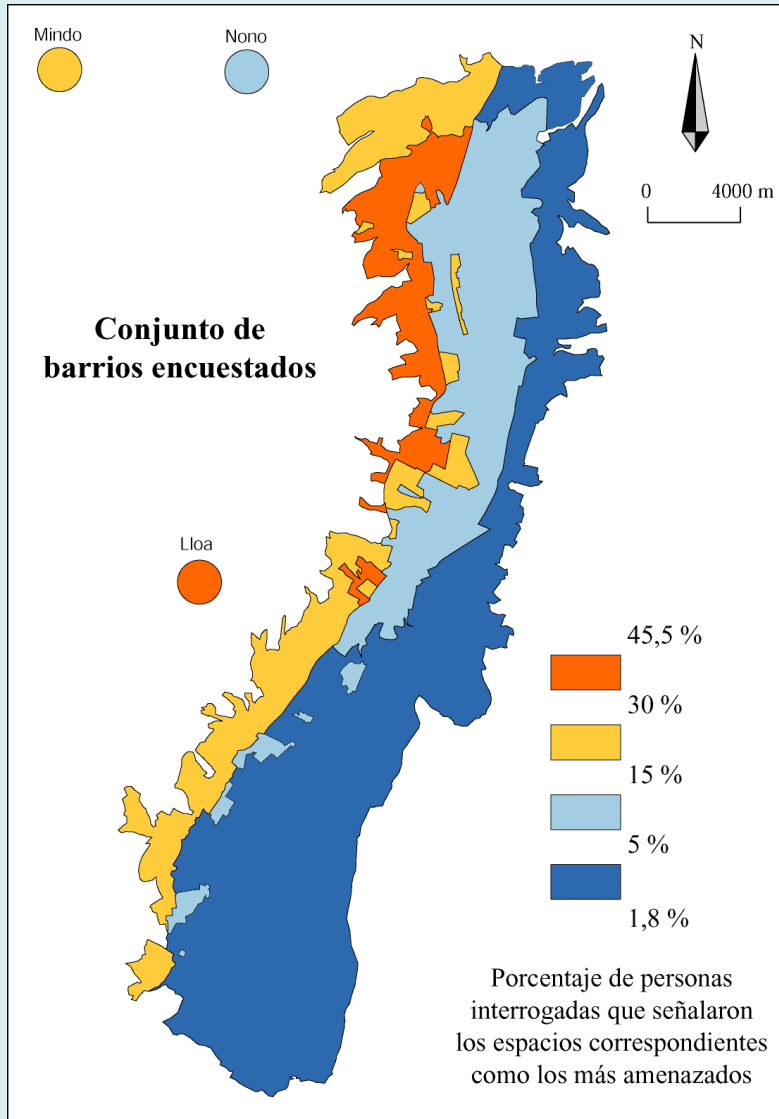 Mindo
Nono
N
0 4000 m
Conjunto de
barrios encuestados
Lloa
45,5 %
30 %
15 %
5 %
1,8 %
Porcentaje de personas
interrogadas que señalaron
los espacios correspondientes
como los más amenazados